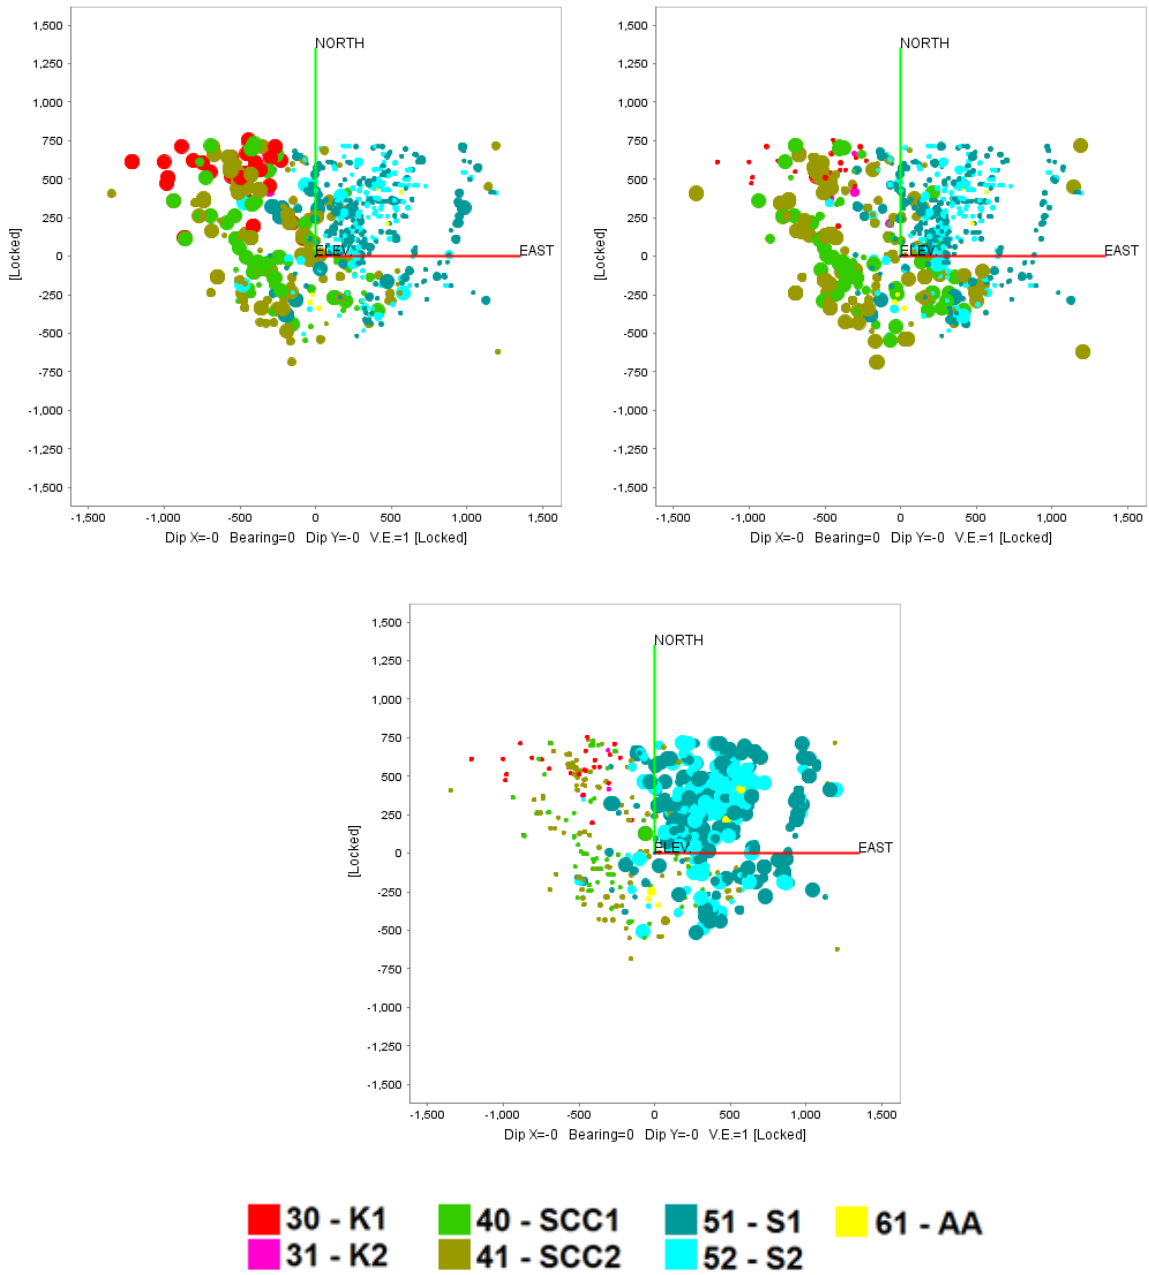 1,500
1,250
1,000
750
500
250
0
-250
-500
-750
-1,000
-1,250
-1,500
[Locked]
NORTH
ELEV.
EAST
-1,500 -1,000 -500 0 500 1,000 1,500
Dip X=-0 Bearing=0 Dip Y=-0 V.E.=1 [Locked]
1,500
1,250
1,000
750
500
250
0
-250
-500
-750
-1,000
-1,250
-1,500
[Locked]
NORTH
ELEV.
EAST
-1,500 -1,000 -500 0 500 1,000 1,500
Dip X=-0 Bearing=0 Dip Y=-0 V.E.=1 [Locked]
1,500
1,250
1,000
750
500
250
0
-250
-500
-750
-1,000
-1,250
-1,500
[Locked]
NORTH
ELEV.
EAST
-1,500 -1,000 -500 0 500 1,000 1,500
Dip X=-0 Bearing=0 Dip Y=-0 V.E.=1 [Locked]
30 - K1 40 - SCC1 51 - S1 61 - AA
31 - K2 41 - SCC2 52 - S2